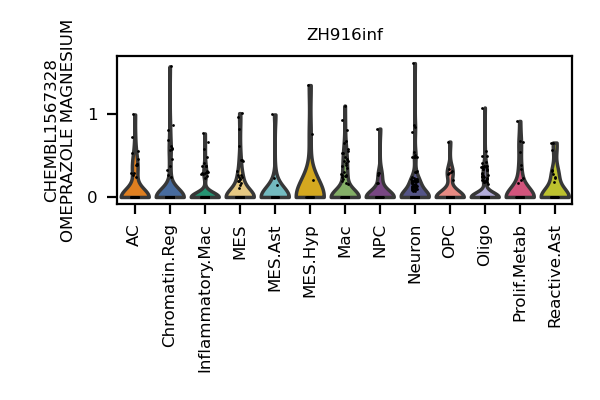 ZH916inf
CHEMBL1567328
OMEPRAZOLE MAGNESIUM
1
0
AC
Chromatin.Reg
Inflammatory.Mac
MES
MES.Ast
MES.Hyp
Mac
NPC
Neuron
OPC
Oligo
Prolif.Metab
Reactive.Ast